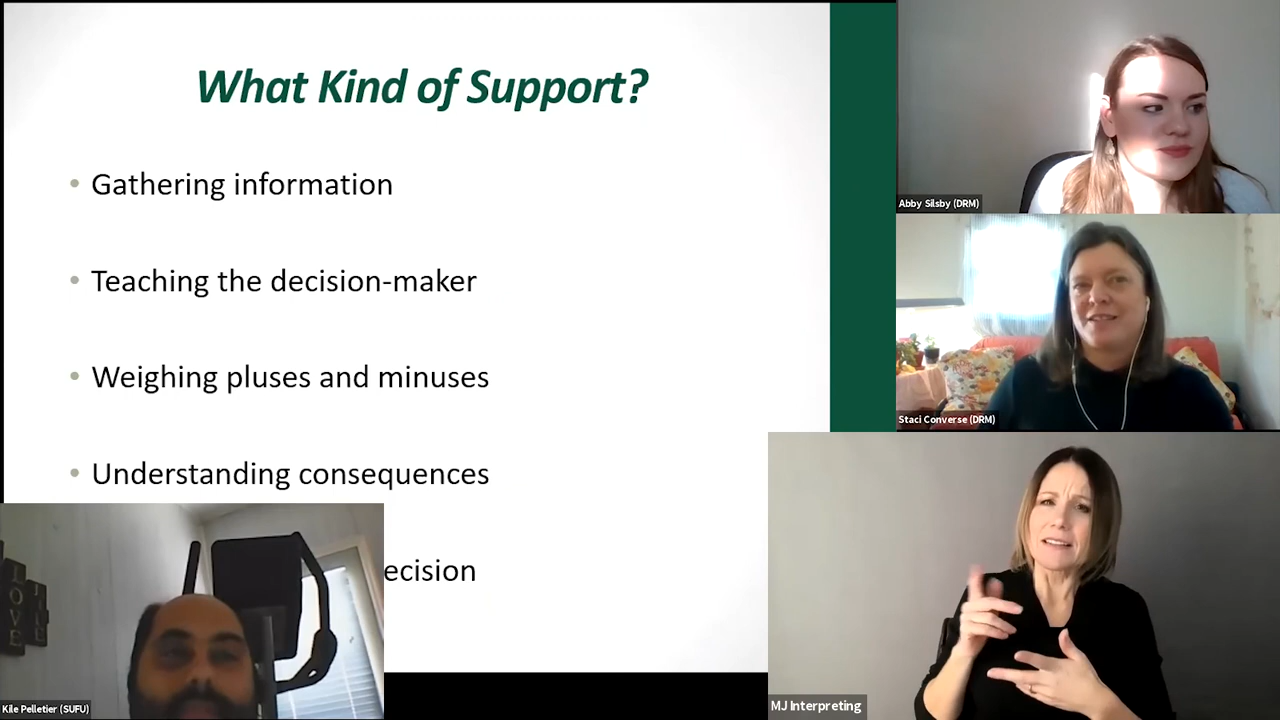 What Kind of Support?
• Gathering information
• Teaching the decision-maker
• Weighing pluses and minuses
• Understanding consequences
ecision
Abby Silsby (DRM)
Staci Converse (DRM)
LOVE
Kile Pelletier (SUFU)
MJ Interpreting